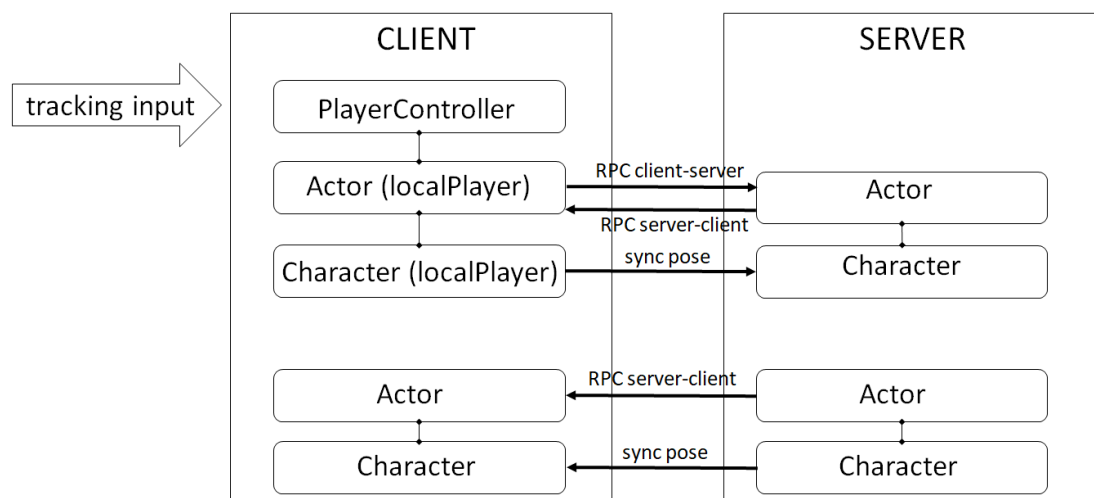 CLIENT
SERVER
tracking input
PlayerController
Actor (localPlayer)
RPC client-server
Actor
RPC server-client
Character (localPlayer)
sync pose
Character
Actor
RPC server-client
Actor
Character
sync pose
Character